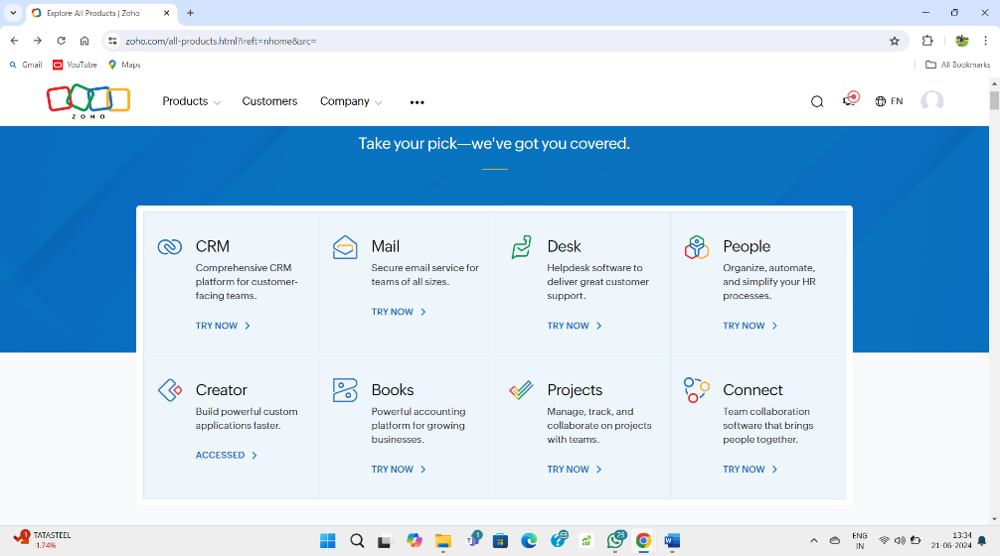 Explore All Products | Zoho
zoho.com/all-products.html?ireft=nhome&src=
Gmail
YouTube
Maps
All Bookmarks
ZOHO
Products
Customers
Company
EN
Take your pick—we've got you covered.
CRM
Comprehensive CRM
platform for customer-
facing teams.
TRY NOW
Mail
Secure email service for
teams of all sizes.
TRY NOW
Desk
Helpdesk software to
deliver great customer
support.
TRY NOW
People
Organize, automate,
and simplify your HR
processes.
TRY NOW
Creator
Build powerful custom
applications faster.
ACCESSED
Books
Powerful accounting
platform for growing
businesses.
TRY NOW
Projects
Manage, track, and
collaborate on projects
with teams.
TRY NOW
Connect
Team collaboration
software that brings
people together.
TRY NOW
1
TATASTEEL
-1.74%
1
25
ENG
IN
13:34
21-06-2024